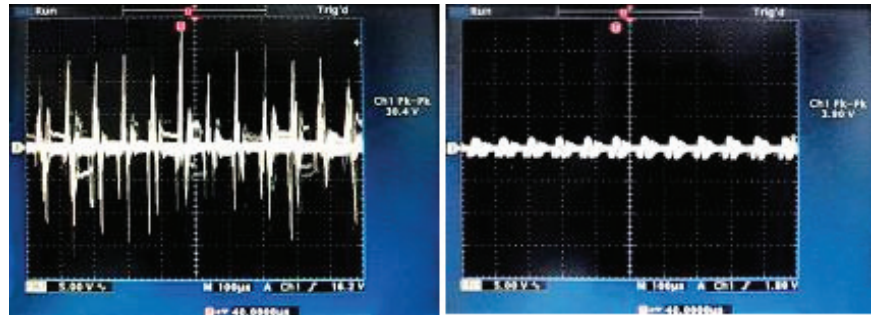 Run
Trig'd
Ch1 Pk-Pk
30.4 V
5.00 V
M 100µs
A Ch1
16.2 V
40.0000µs
Run
Trig'd
Ch1 Pk-Pk
3.80 V
5.00 V
M 100µs
A Ch1
1.80 V
40.0000µs